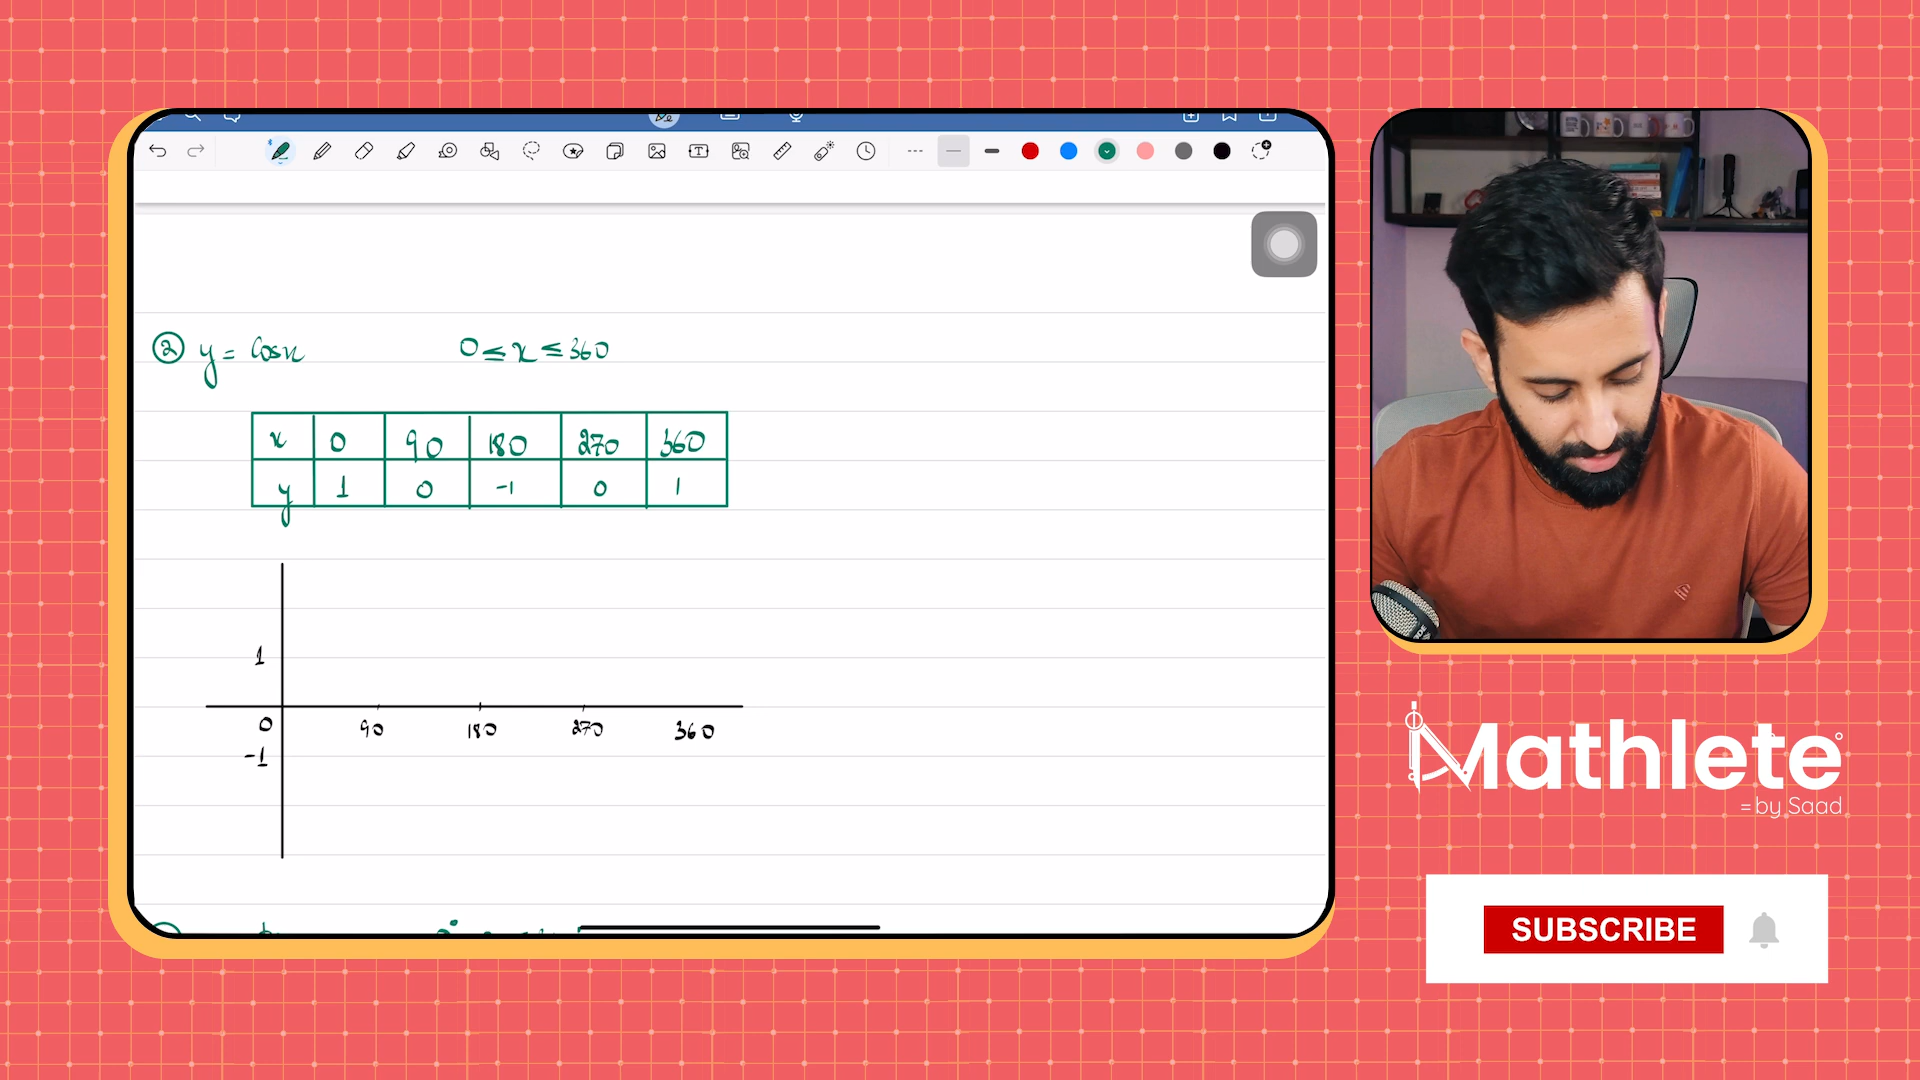 ② y = Cosx 0 ≤ x ≤ 360
x 0 90 180 270 360
y 1 0 -1 0 1
1
0 90 180 270 360
-1
Mathlete
= by Saad
SUBSCRIBE